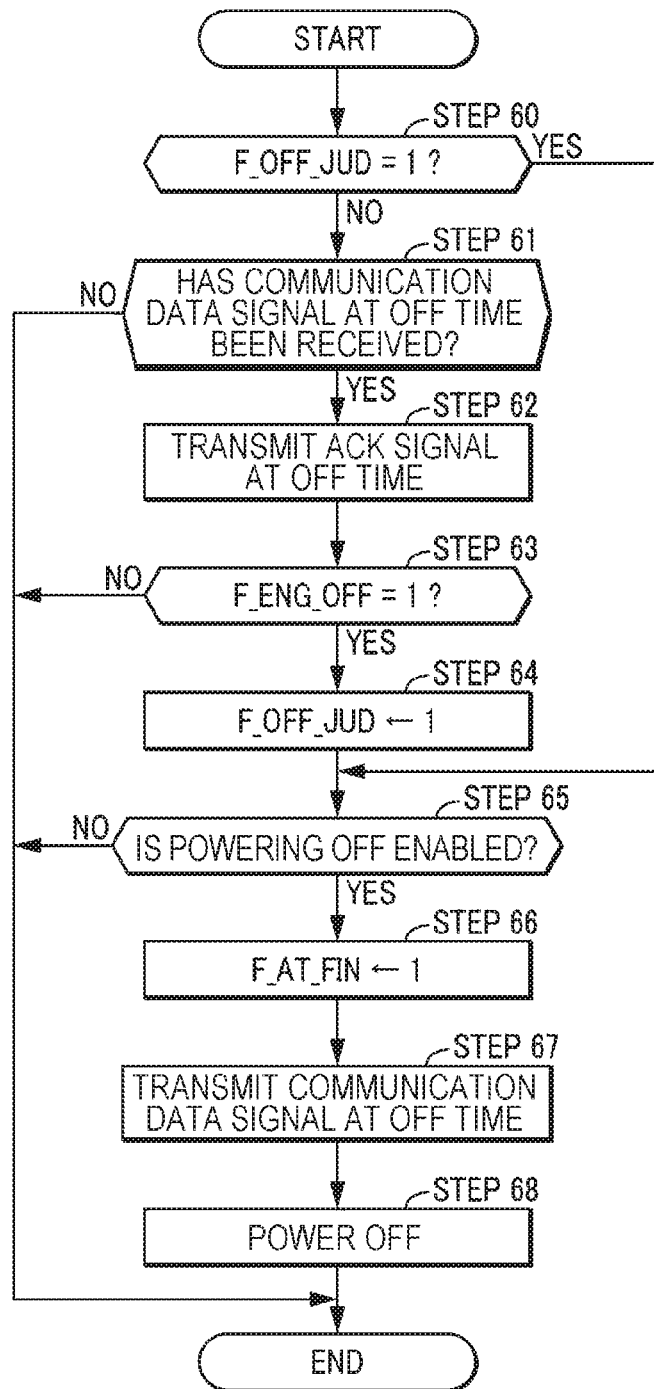 START
STEP 60
F_OFF_JUD = 1 ?
YES
NO
STEP 61
HAS COMMUNICATION
DATA SIGNAL AT OFF TIME
BEEN RECEIVED?
NO
YES
STEP 62
TRANSMIT ACK SIGNAL
AT OFF TIME
STEP 63
F_ENG_OFF = 1 ?
NO
YES
STEP 64
F_OFF_JUD ← 1
STEP 65
IS POWERING OFF ENABLED?
NO
YES
STEP 66
F_AT_FIN ← 1
STEP 67
TRANSMIT COMMUNICATION
DATA SIGNAL AT OFF TIME
STEP 68
POWER OFF
END